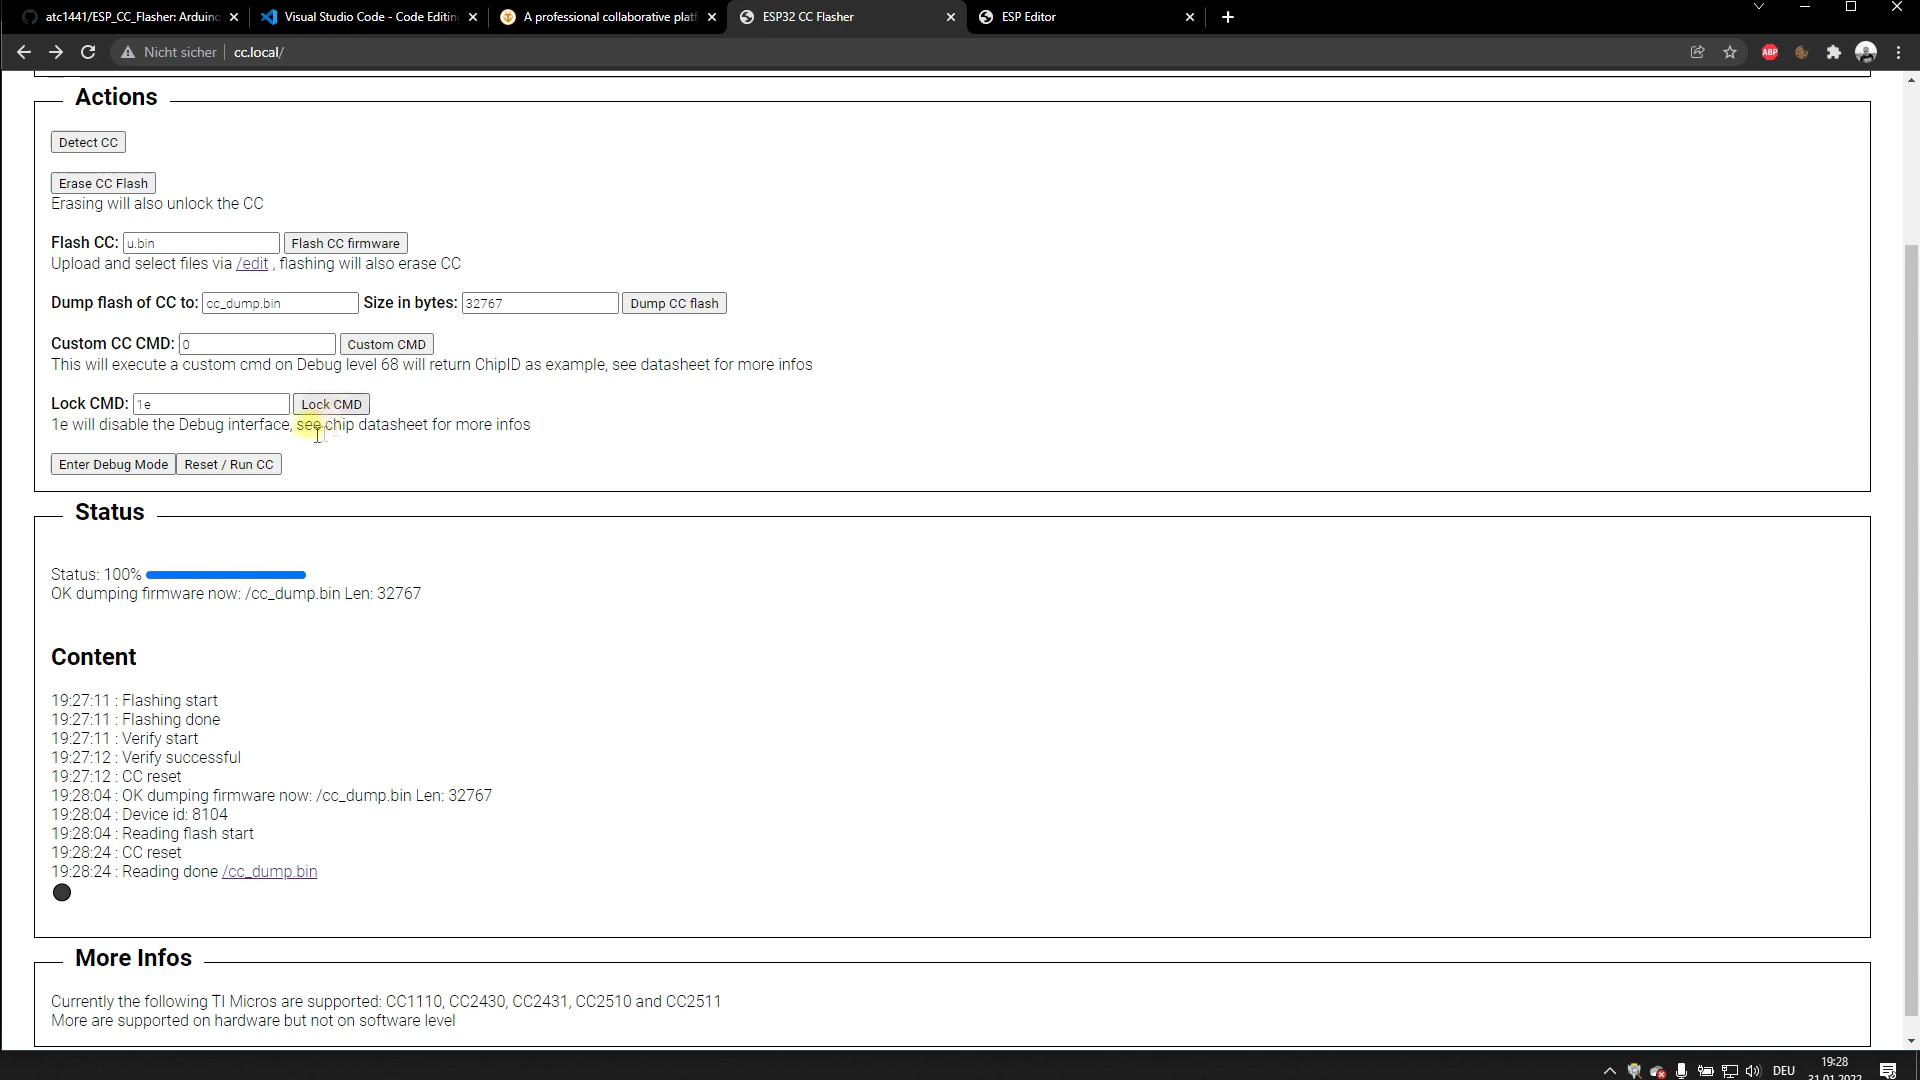 atc1441/ESP_CC_Flasher: Arduino
Visual Studio Code - Code Editing
A professional collaborative platf
ESP32 CC Flasher
ESP Editor
Nicht sicher
cc.local/
ABP
Actions
Detect CC
Erase CC Flash
Erasing will also unlock the CC
Flash CC: u.bin Flash CC firmware
Upload and select files via /edit , flashing will also erase CC
Dump flash of CC to: cc_dump.bin Size in bytes: 32767 Dump CC flash
Custom CC CMD: 0 Custom CMD
This will execute a custom cmd on Debug level 68 will return ChipID as example, see datasheet for more infos
Lock CMD: 1e Lock CMD
1e will disable the Debug interface, see chip datasheet for more infos
Enter Debug Mode Reset / Run CC
Status
Status: 100%
OK dumping firmware now: /cc_dump.bin Len: 32767
Content
19:27:11 : Flashing start
19:27:11 : Flashing done
19:27:11 : Verify start
19:27:12 : Verify successful
19:27:12 : CC reset
19:28:04 : OK dumping firmware now: /cc_dump.bin Len: 32767
19:28:04 : Device id: 8104
19:28:04 : Reading flash start
19:28:24 : CC reset
19:28:24 : Reading done /cc_dump.bin
More Infos
Currently the following TI Micros are supported: CC1110, CC2430, CC2431, CC2510 and CC2511
More are supported on hardware but not on software level
DEU
19:28
31.01.2022